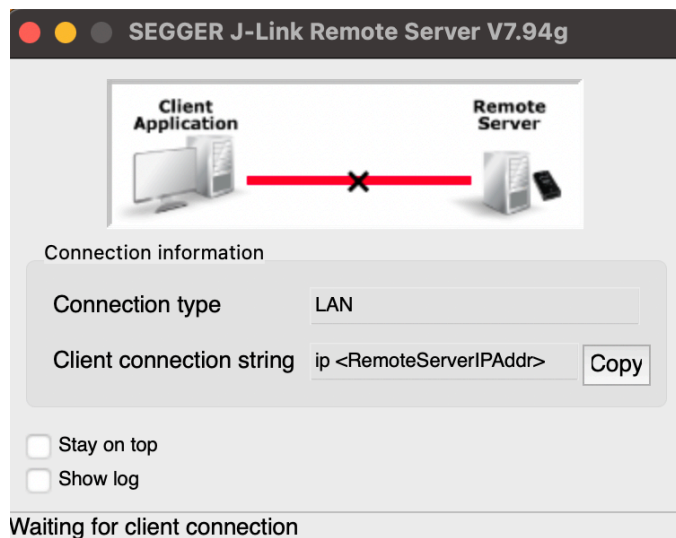 SEGGER J-Link Remote Server V7.94g
Client
Application
Remote
Server
Connection information
Connection type
LAN
Client connection string
ip <RemoteServerIPAddr>
Copy
Stay on top
Show log
Waiting for client connection